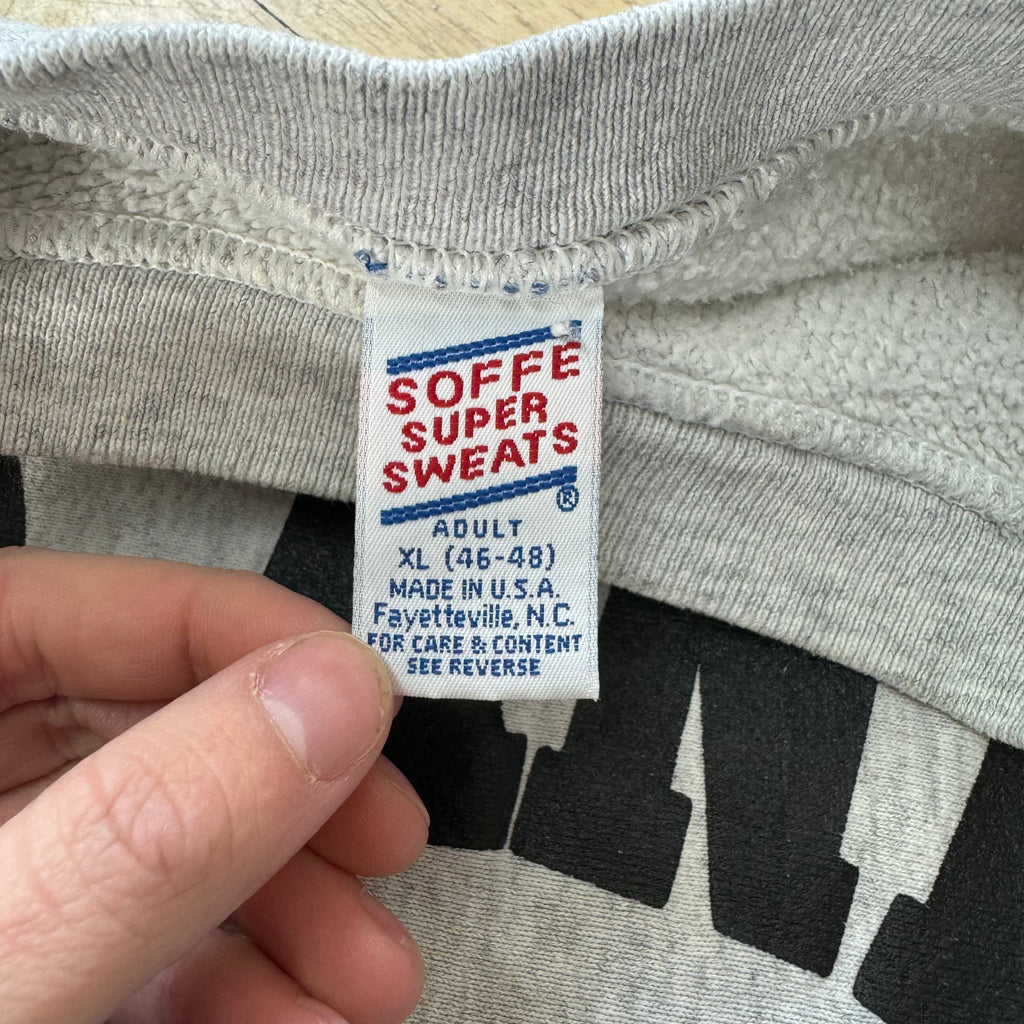 SOFFE
SUPER
SWEATS
®
ADULT
XL (46-48)
MADE IN U.S.A.
Fayetteville, N.C.
FOR CARE & CONTENT
SEE REVERSE